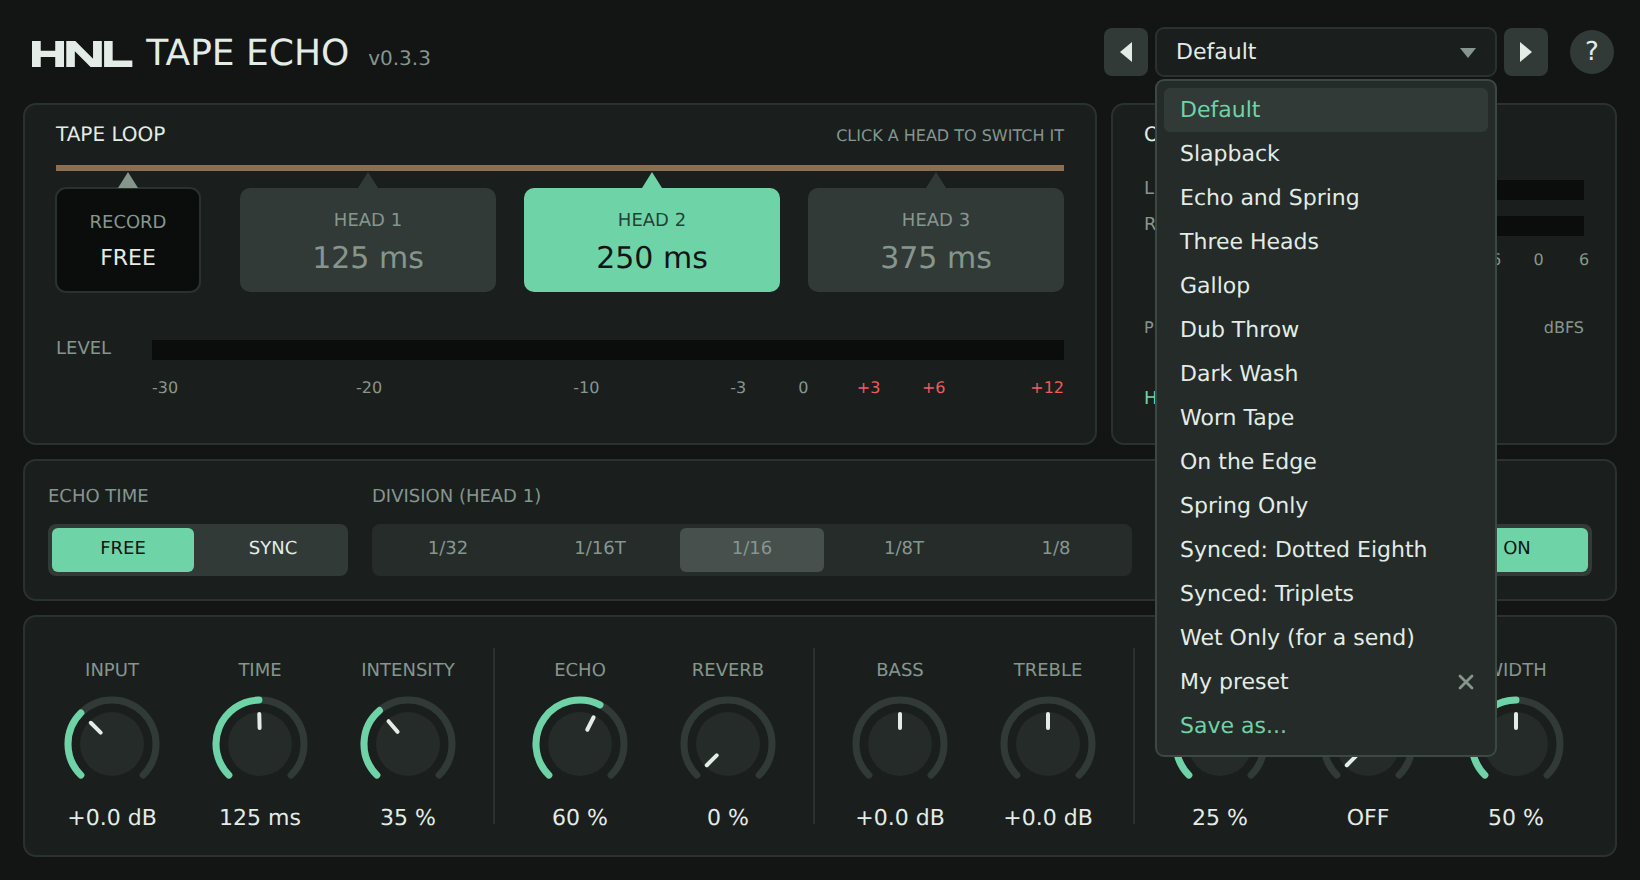 HNL TAPE ECHO v0.3.3
Default
?
TAPE LOOP
CLICK A HEAD TO SWITCH IT
RECORD
FREE
HEAD 1
125 ms
HEAD 2
250 ms
HEAD 3
375 ms
LEVEL
-30 -20 -10 -3 0 +3 +6 +12
L
R
0 6
dBFS
Default
Slapback
Echo and Spring
Three Heads
Gallop
Dub Throw
Dark Wash
Worn Tape
On the Edge
Spring Only
Synced: Dotted Eighth
Synced: Triplets
Wet Only (for a send)
My preset
Save as...
ECHO TIME
FREE SYNC
DIVISION (HEAD 1)
1/32 1/16T 1/16 1/8T 1/8
ON
INPUT TIME INTENSITY ECHO REVERB BASS TREBLE WIDTH
+0.0 dB 125 ms 35 % 60 % 0 % +0.0 dB +0.0 dB 25 % OFF 50 %